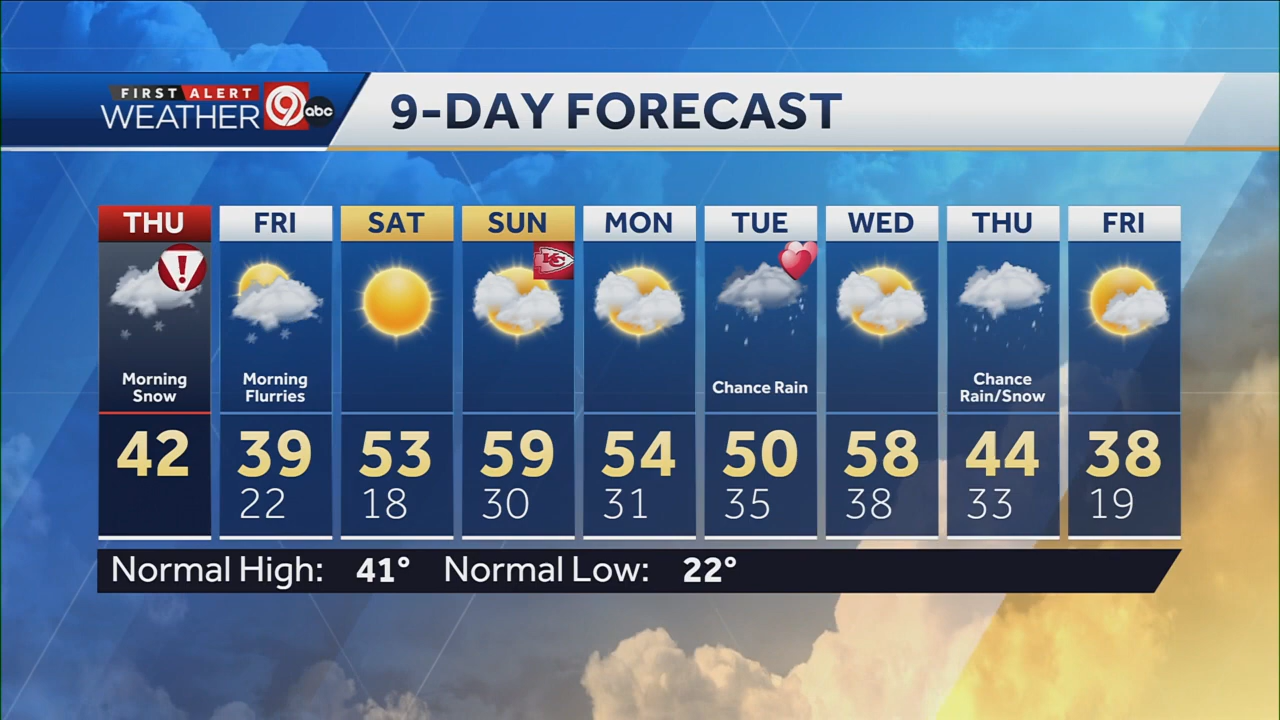 FIRST ALERT
WEATHER 9 abc
9-DAY FORECAST
THU FRI SAT SUN MON TUE WED THU FRI
!
KC
Morning Snow
Morning Flurries
Chance Rain
Chance Rain/Snow
42 39 53 59 54 50 58 44 38
22 18 30 31 35 38 33 19
Normal High: 41° Normal Low: 22°